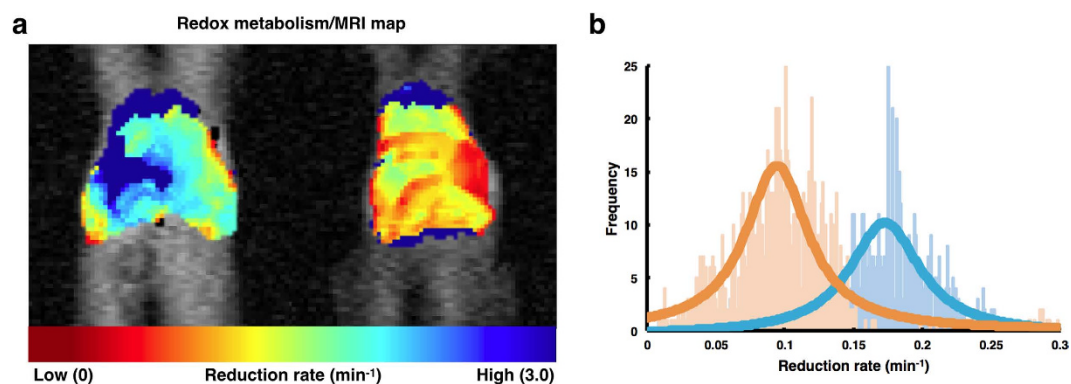 a
Redox metabolism/MRI map
Low (0) Reduction rate (min-1) High (3.0)
b
25
20
15
10
5
0
Frequency
0 0.05 0.1 0.15 0.2 0.25 0.3
Reduction rate (min-1)